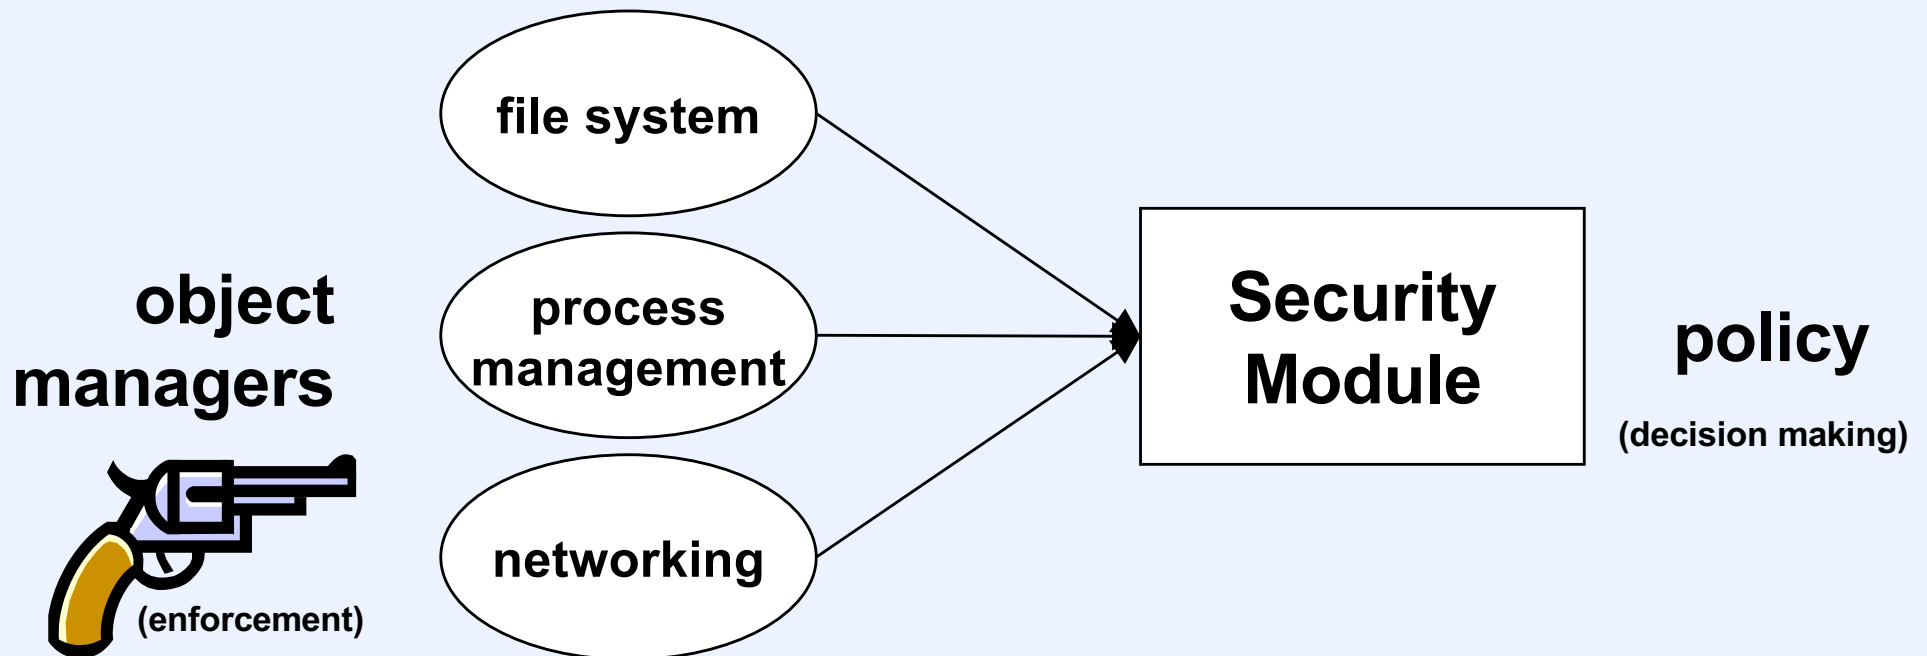 file system
object
managers
process
management
Security
Module
policy
(decision making)
networking
(enforcement)